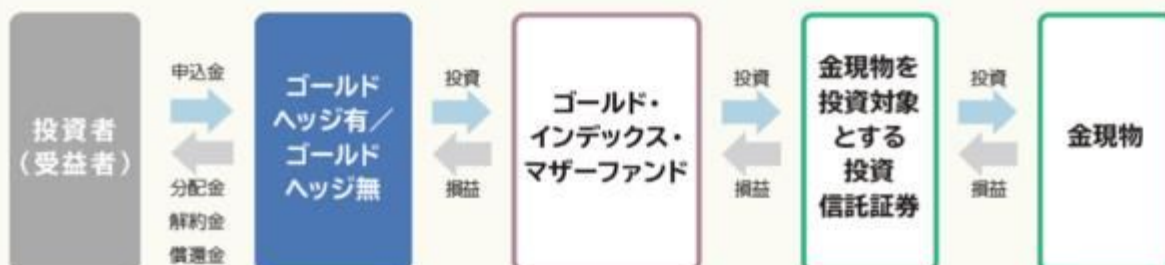 投資者
（受益者）
申込金
分配金
解約金
償還金
ゴールド
ヘッジ有／
ゴールド
ヘッジ無
投資
損益
ゴールド・
インデックス・
マザーファンド
投資
損益
金現物を
投資対象
とする
投資
信託証券
投資
損益
金現物